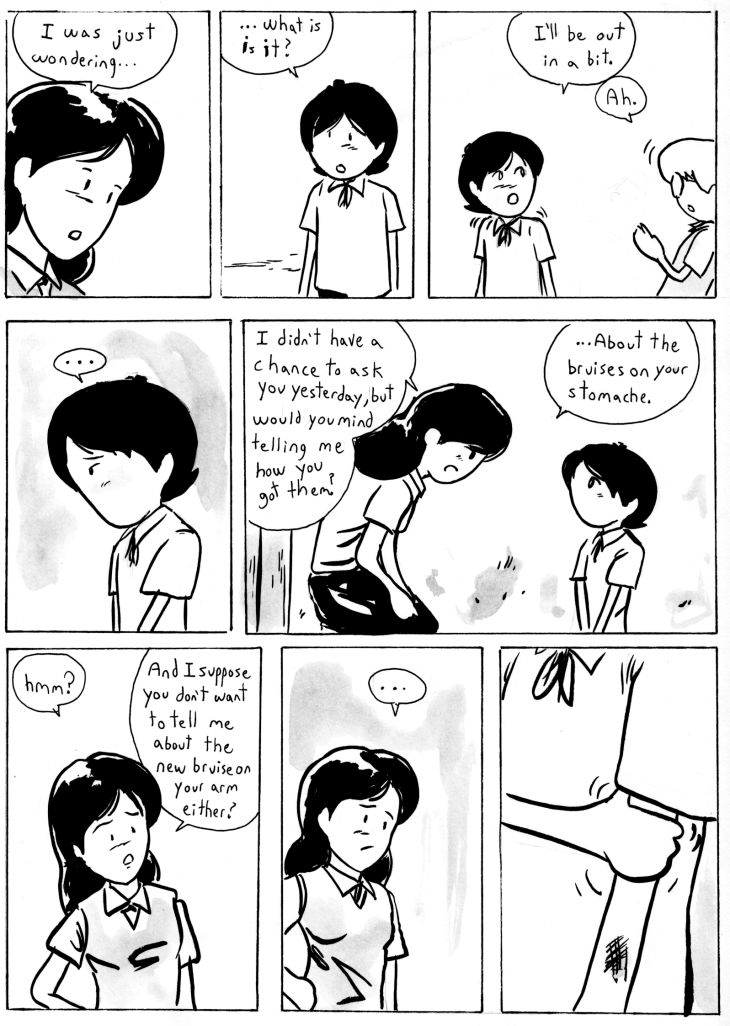 I was just
wondering...
... what is
is it?
I'll be out
in a bit.
Ah.
...
I didn't have a
chance to ask
you yesterday, but
would you mind
telling me
how you
got them?
...About the
bruises on your
stomache.
hmm?
And I suppose
you don't want
to tell me
about the
new bruise on
your arm
either?
...